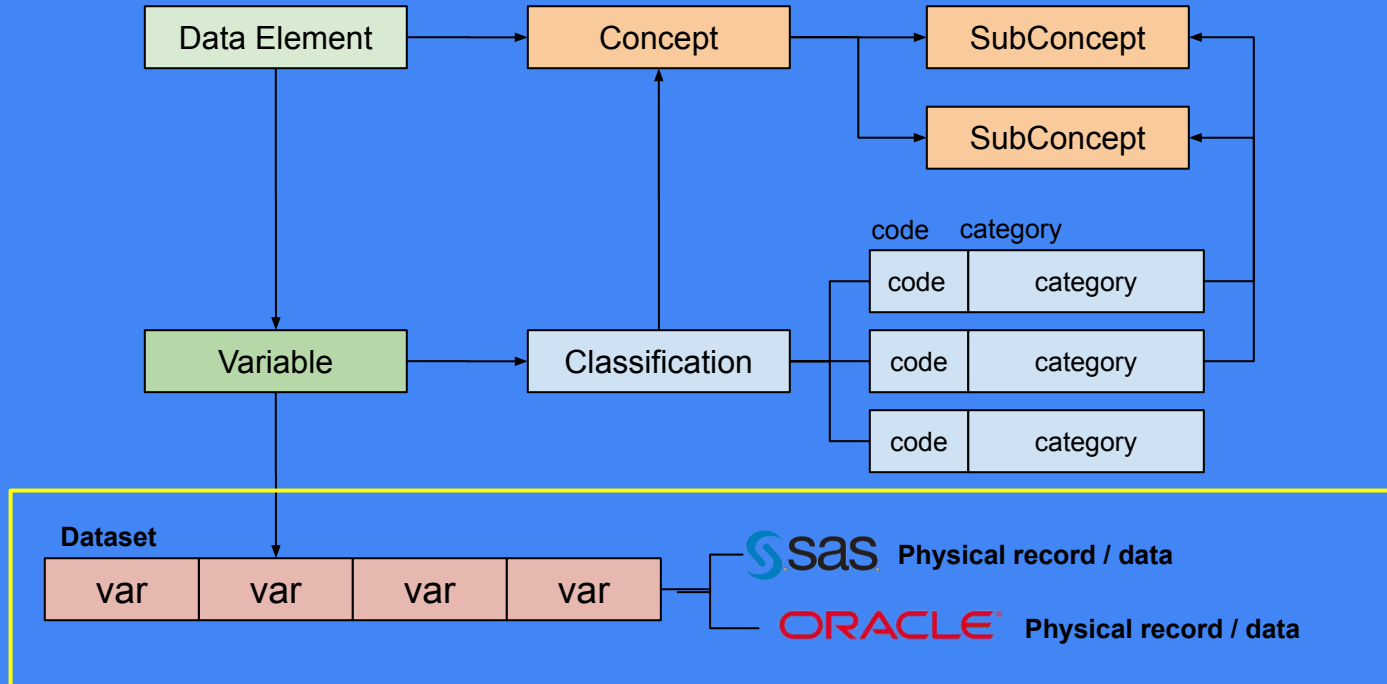 Data Element
Concept
SubConcept
SubConcept
code category
code category
Variable
Classification
code category
code category
Dataset
var var var var
sas Physical record / data
ORACLE Physical record / data